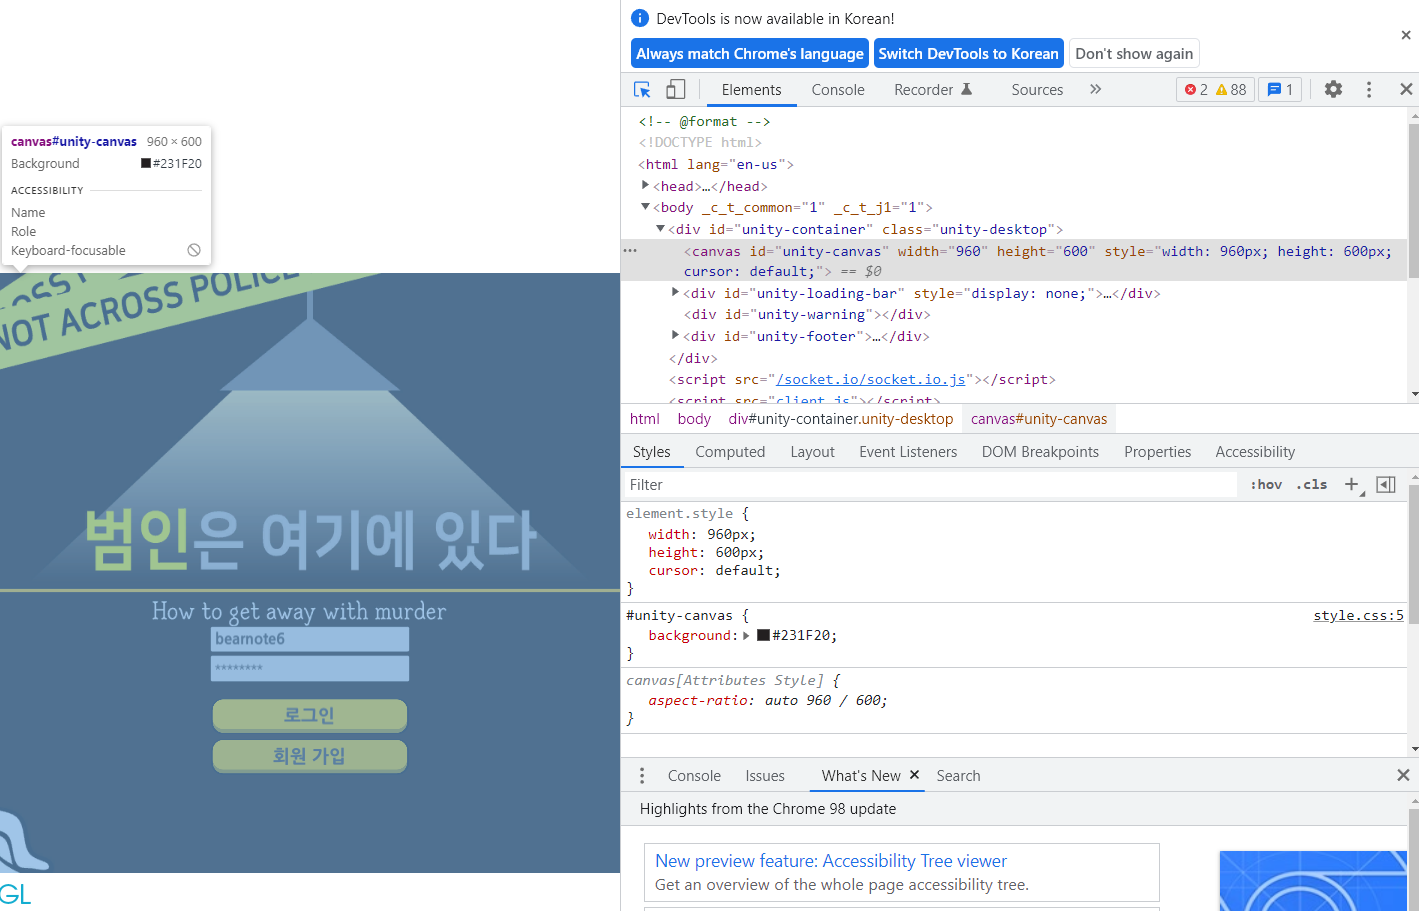 DevTools is now available in Korean!
Always match Chrome's language
Switch DevTools to Korean
Don't show again
Elements
Console
Recorder
Sources
2
88
1
canvas#unity-canvas 960 × 600
Background #231F20
ACCESSIBILITY
Name
Role
Keyboard-focusable
NOT ACROSS POLICE
범인은 여기에 있다
How to get away with murder
bearnote6
********
로그인
회원 가입
GL
<!-- @format -->
<!DOCTYPE html>
<html lang="en-us">
<head>…</head>
<body _c_t_common="1" _c_t_j1="1">
<div id="unity-container" class="unity-desktop">
<canvas id="unity-canvas" width="960" height="600" style="width: 960px; height: 600px;
cursor: default;"> == $0
<div id="unity-loading-bar" style="display: none;">…</div>
<div id="unity-warning"></div>
<div id="unity-footer">…</div>
</div>
<script src="/socket.io/socket.io.js"></script>
<script src="client.js"></script>
html body div#unity-container.unity-desktop canvas#unity-canvas
Styles Computed Layout Event Listeners DOM Breakpoints Properties Accessibility
Filter :hov .cls +
element.style {
width: 960px;
height: 600px;
cursor: default;
}
#unity-canvas { style.css:5
background: #231F20;
}
canvas[Attributes Style] {
aspect-ratio: auto 960 / 600;
}
Console Issues What's New Search
Highlights from the Chrome 98 update
New preview feature: Accessibility Tree viewer
Get an overview of the whole page accessibility tree.